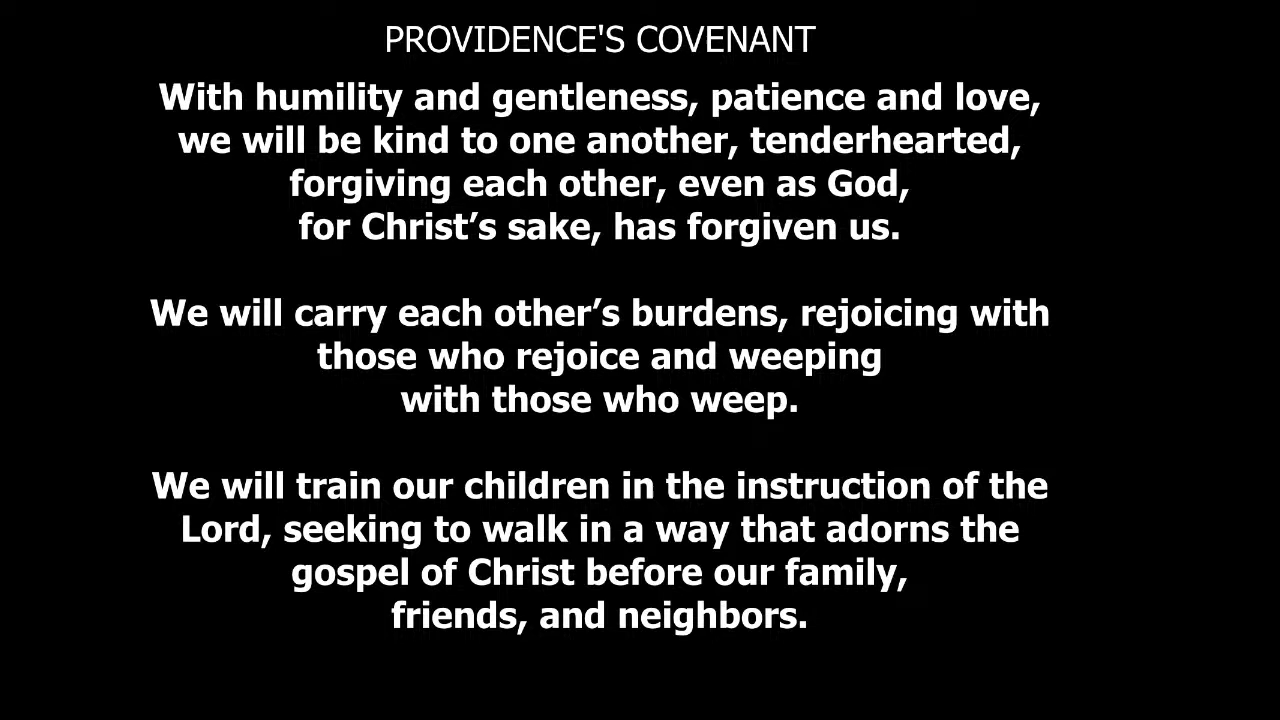 PROVIDENCE'S COVENANT
With humility and gentleness, patience and love,
we will be kind to one another, tenderhearted,
forgiving each other, even as God,
for Christ’s sake, has forgiven us.
We will carry each other’s burdens, rejoicing with
those who rejoice and weeping
with those who weep.
We will train our children in the instruction of the
Lord, seeking to walk in a way that adorns the
gospel of Christ before our family,
friends, and neighbors.